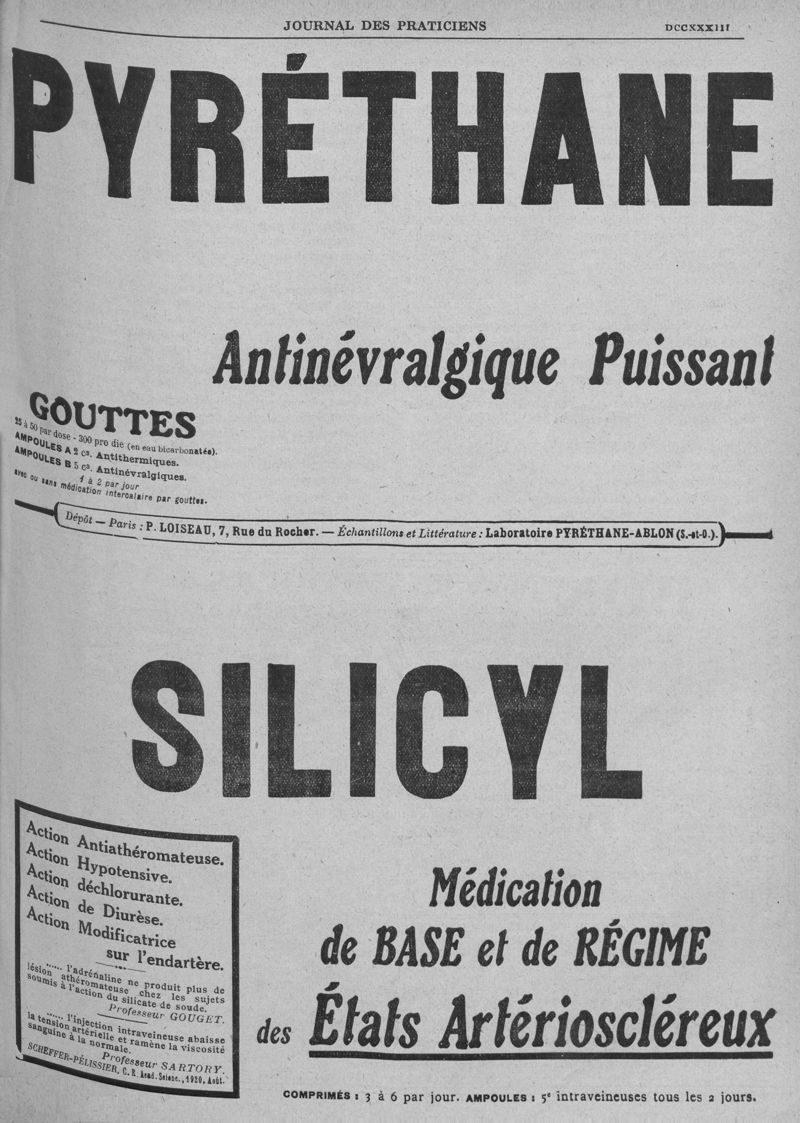 JOURNAL DES PRATICIENS
DCCXXXIII
PYRÉTHANE
Antinévralgique Puissant
GOUTTES
25 à 50 par dose - 300 pro die (en eau bicarbonatée).
AMPOULES A 2 cᶟ. Antithermiques.
AMPOULES B 5 cᶟ. Antinévralgiques.
1 à 2 par jour
avec ou sans médication intercalaire par gouttes.
Dépôt — Paris : P. LOISEAU, 7, Rue du Rocher. — Échantillons et Littérature : Laboratoire PYRÉTHANE-ABLON (S.-et-O.).
SILICYL
Action Antiathéromateuse.
Action Hypotensive.
Action déchlorurante.
Action de Diurèse.
Action Modificatrice
sur l'endartère.
...... l'adrénaline ne produit plus de
lésion athéromateuse chez les sujets
soumis à l'action du silicate de soude.
Professeur GOUGET.
...... l'injection intraveineuse abaisse
la tension artérielle et ramène la viscosité
sanguine à la normale.
Professeur SARTORY.
SCHEFFER-PÉLISSIER, C. R. Acad. Scienc., 1920, Août.
Médication
de BASE et de RÉGIME
des États Artérioscléreux
COMPRIMÉS : 3 à 6 par jour. AMPOULES : 5ᶜ intraveineuses tous les 2 jours.